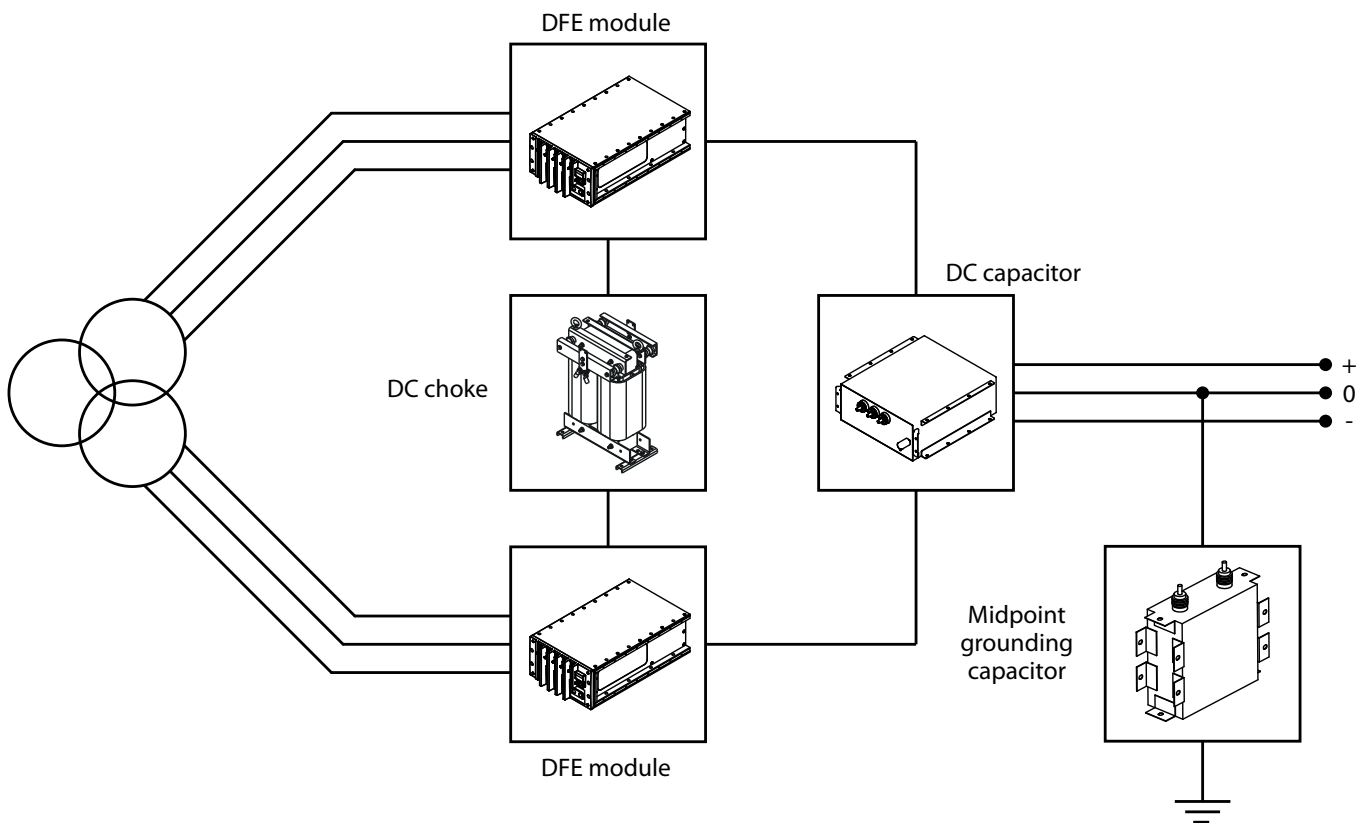 DFE module
DC capacitor
DC choke
+
0
-
Midpoint
grounding
capacitor
DFE module